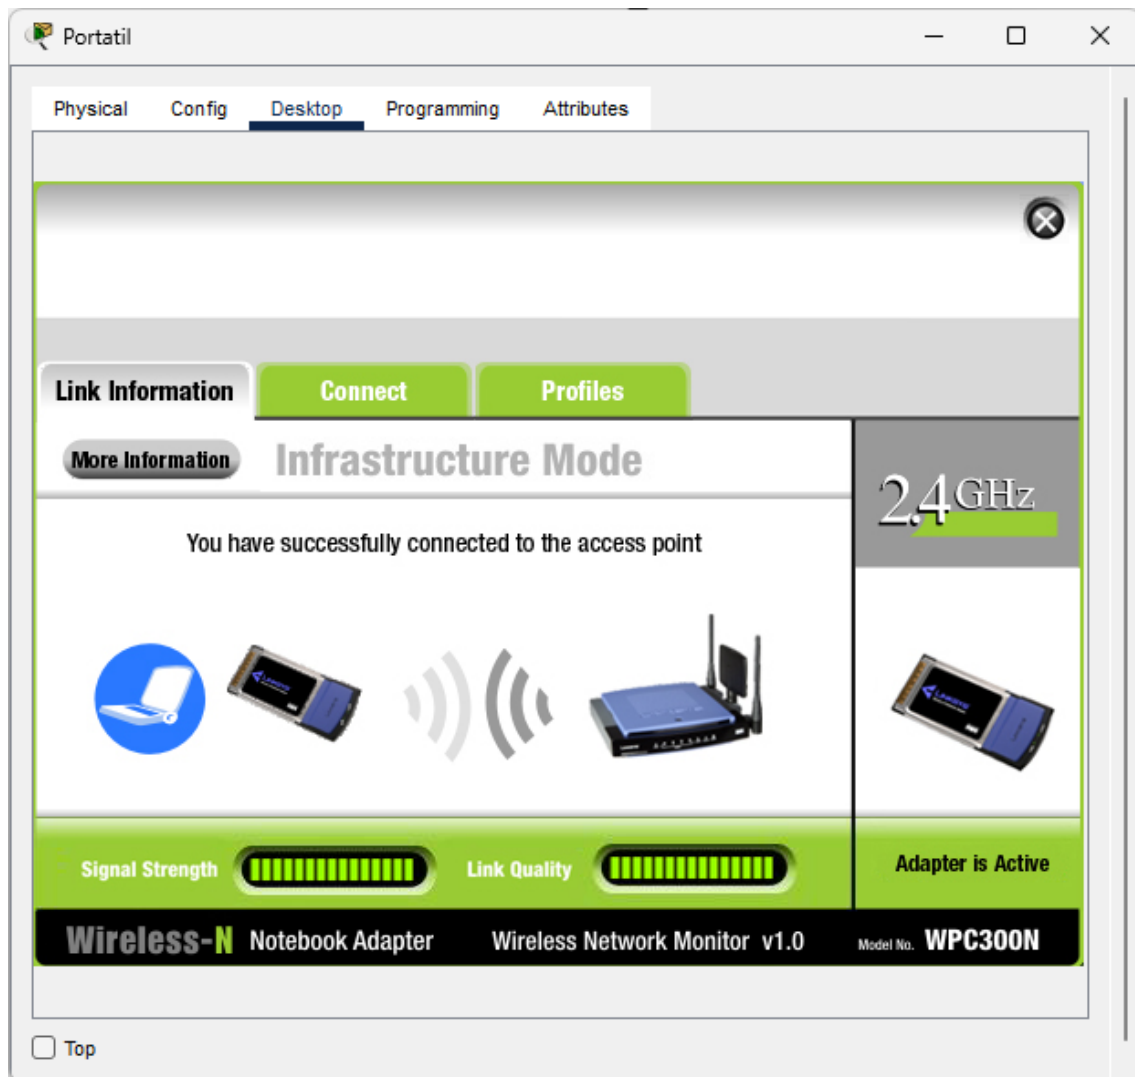 Portatil
Physical Config Desktop Programming Attributes
Link Information Connect Profiles
More Information Infrastructure Mode
2.4GHz
You have successfully connected to the access point
LINKSYS
LINKSYS
Signal Strength Link Quality Adapter is Active
Wireless-N Notebook Adapter Wireless Network Monitor v1.0 Model No. WPC300N
Top